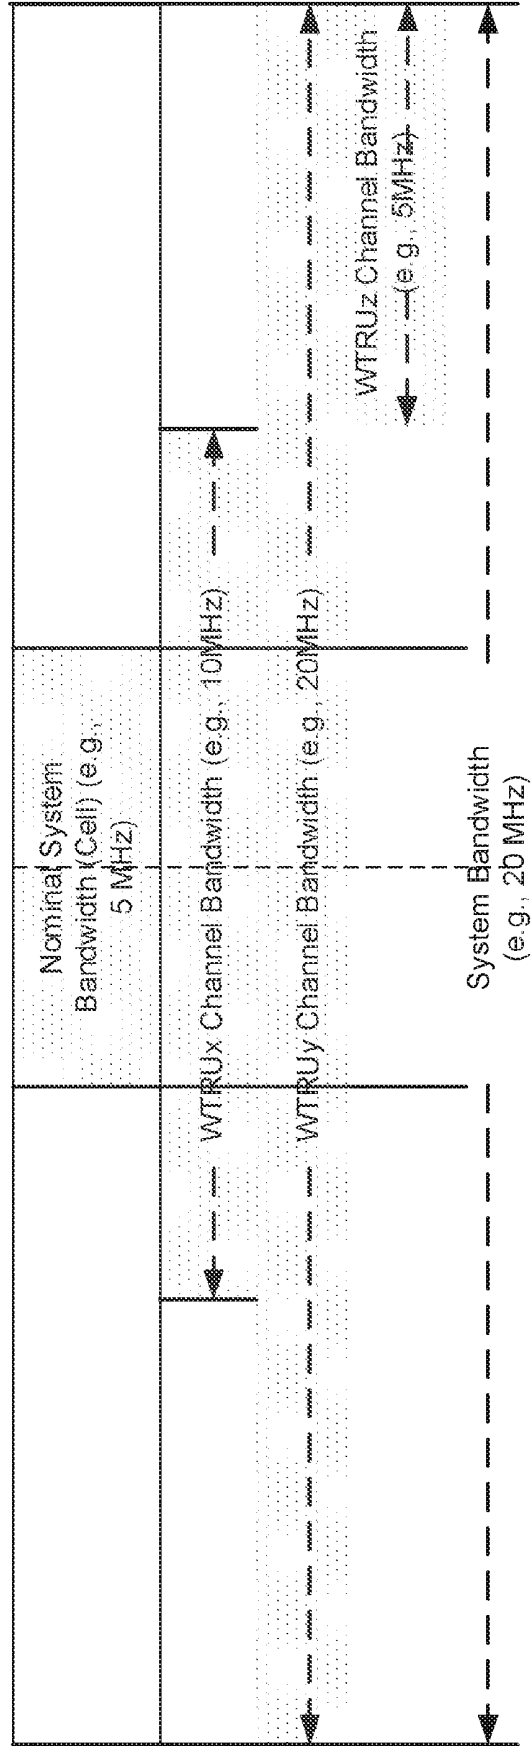 Nominal System
Bandwidth (Cell) (e.g.,
5 MHz)
WTRUx Channel Bandwidth (e.g., 10MHz)
WTRUy Channel Bandwidth (e.g., 20MHz)
WTRUz Channel Bandwidth
(e.g., 5MHz)
System Bandwidth
(e.g., 20 MHz)